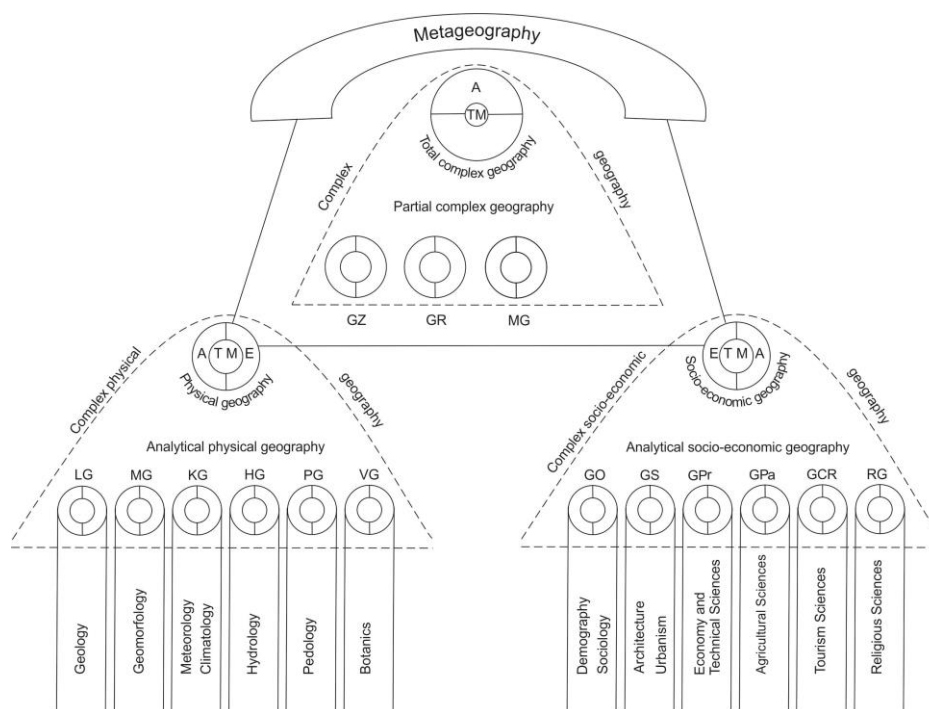 Metageography
A
TM
Total complex geography
Complex
geography
Partial complex geography
GZ GR MG
A T M E
Physical geography
Complex physical
geography
Analytical physical geography
LG MG KG HG PG VG
Geology
Geomorfology
Meteorology
Climatology
Hydrology
Pedology
Botanics
E T M A
Socio-economic geography
Complex socio-economic
geography
Analytical socio-economic geography
GO GS GPr GPa GCR RG
Demography
Sociology
Architecture
Urbanism
Economy and
Technical Sciences
Agricultural Sciences
Tourism Sciences
Religious Sciences